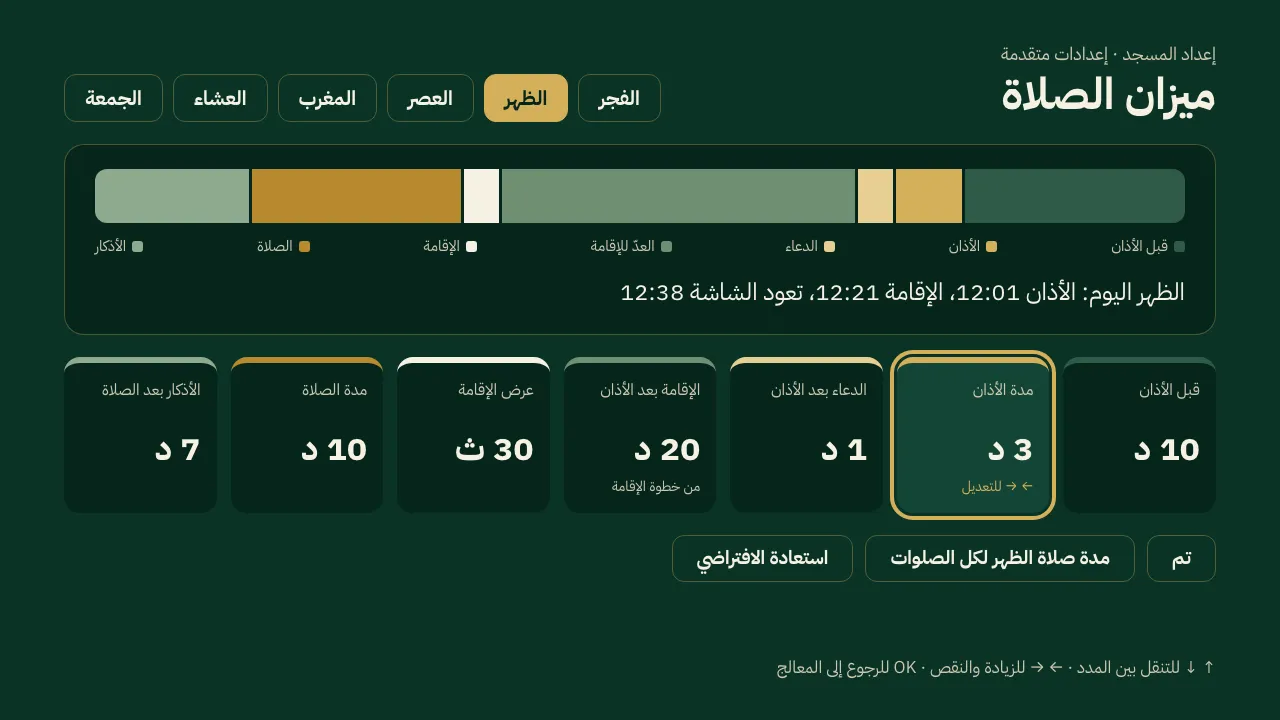 إعداد المسجد · إعدادات متقدمة
ميزان الصلاة
الفجر
الظهر
العصر
المغرب
العشاء
الجمعة
قبل الأذان
الأذان
الدعاء
العدّ للإقامة
الإقامة
الصلاة
الأذكار
الظهر اليوم: الأذان 12:01، الإقامة 12:21، تعود الشاشة 12:38
قبل الأذان
10 د
مدة الأذان
3 د
← → للتعديل
الدعاء بعد الأذان
1 د
الإقامة بعد الأذان
20 د
من خطوة الإقامة
عرض الإقامة
30 ث
مدة الصلاة
10 د
الأذكار بعد الصلاة
7 د
تم
مدة صلاة الظهر لكل الصلوات
استعادة الافتراضي
↑ ↓ للتنقل بين المدد · ← → للزيادة والنقص · OK للرجوع إلى المعالج